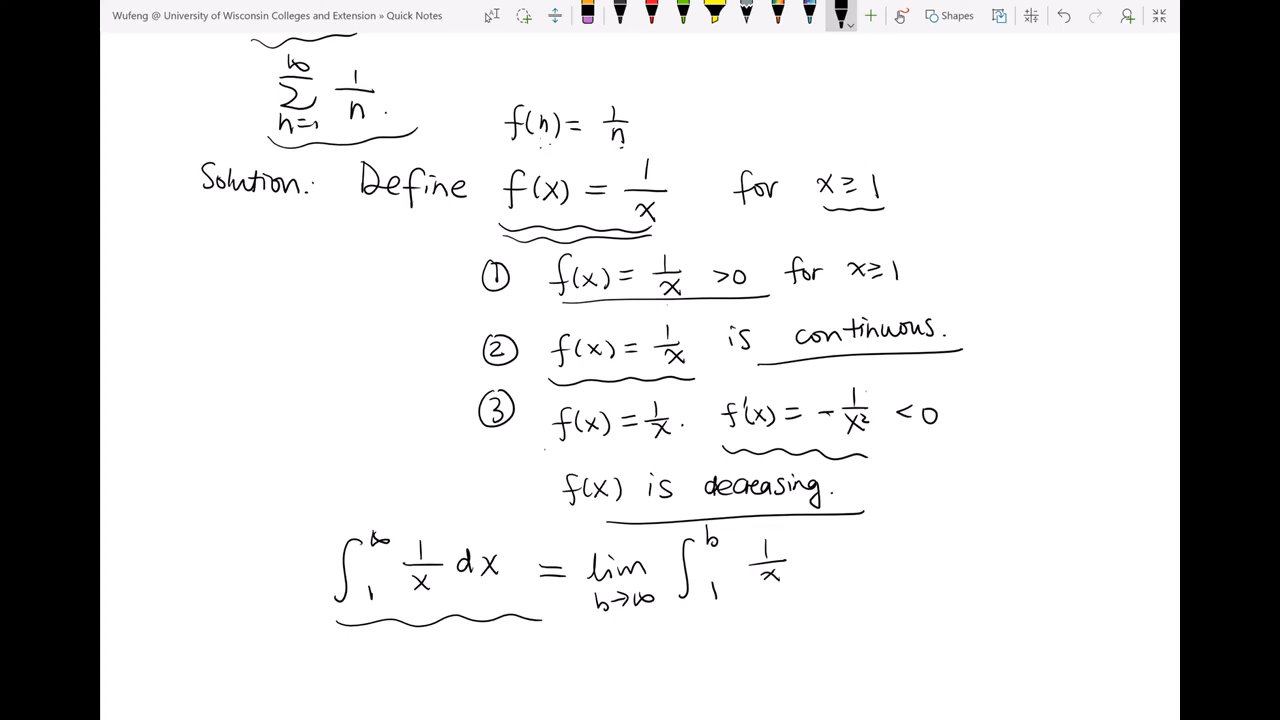 Wufeng @ University of Wisconsin Colleges and Extension » Quick Notes
Shapes
∞
∑ 1/n.
n=1
f(n) = 1/n
Solution: Define f(x) = 1/x for x ≥ 1
① f(x) = 1/x >0 for x ≥ 1
② f(x) = 1/x is continuous.
③ f(x) = 1/x. f'(x) = - 1/x² < 0
f(x) is decreasing.
∫₁^∞ 1/x dx = lim b→∞ ∫₁^b 1/x